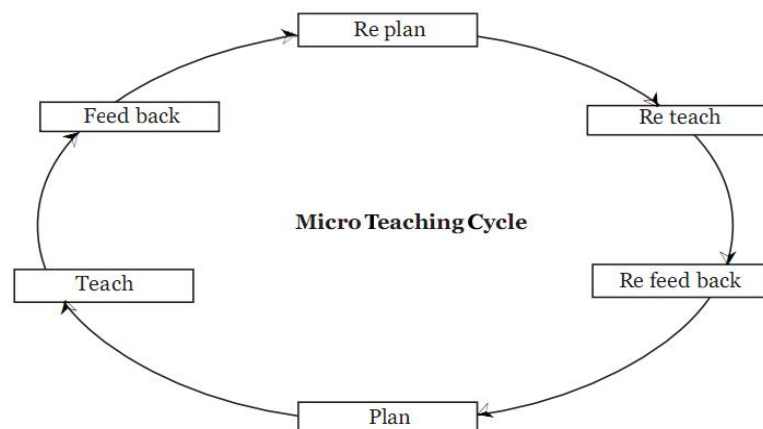 Re plan
Feed back
Re teach
Micro Teaching Cycle
Teach
Re feed back
Plan